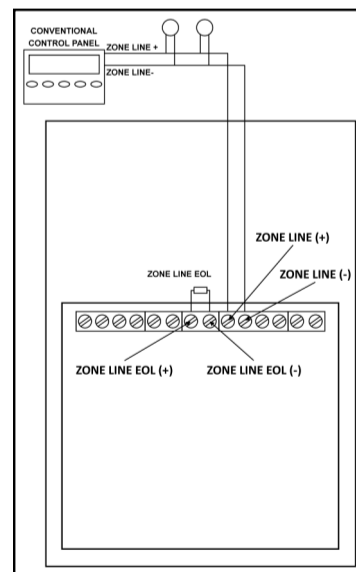 CONVENTIONAL
CONTROL PANEL
ZONE LINE +
ZONE LINE-
ZONE LINE (+)
ZONE LINE EOL
ZONE LINE (-)
ZONE LINE EOL (+)
ZONE LINE EOL (-)